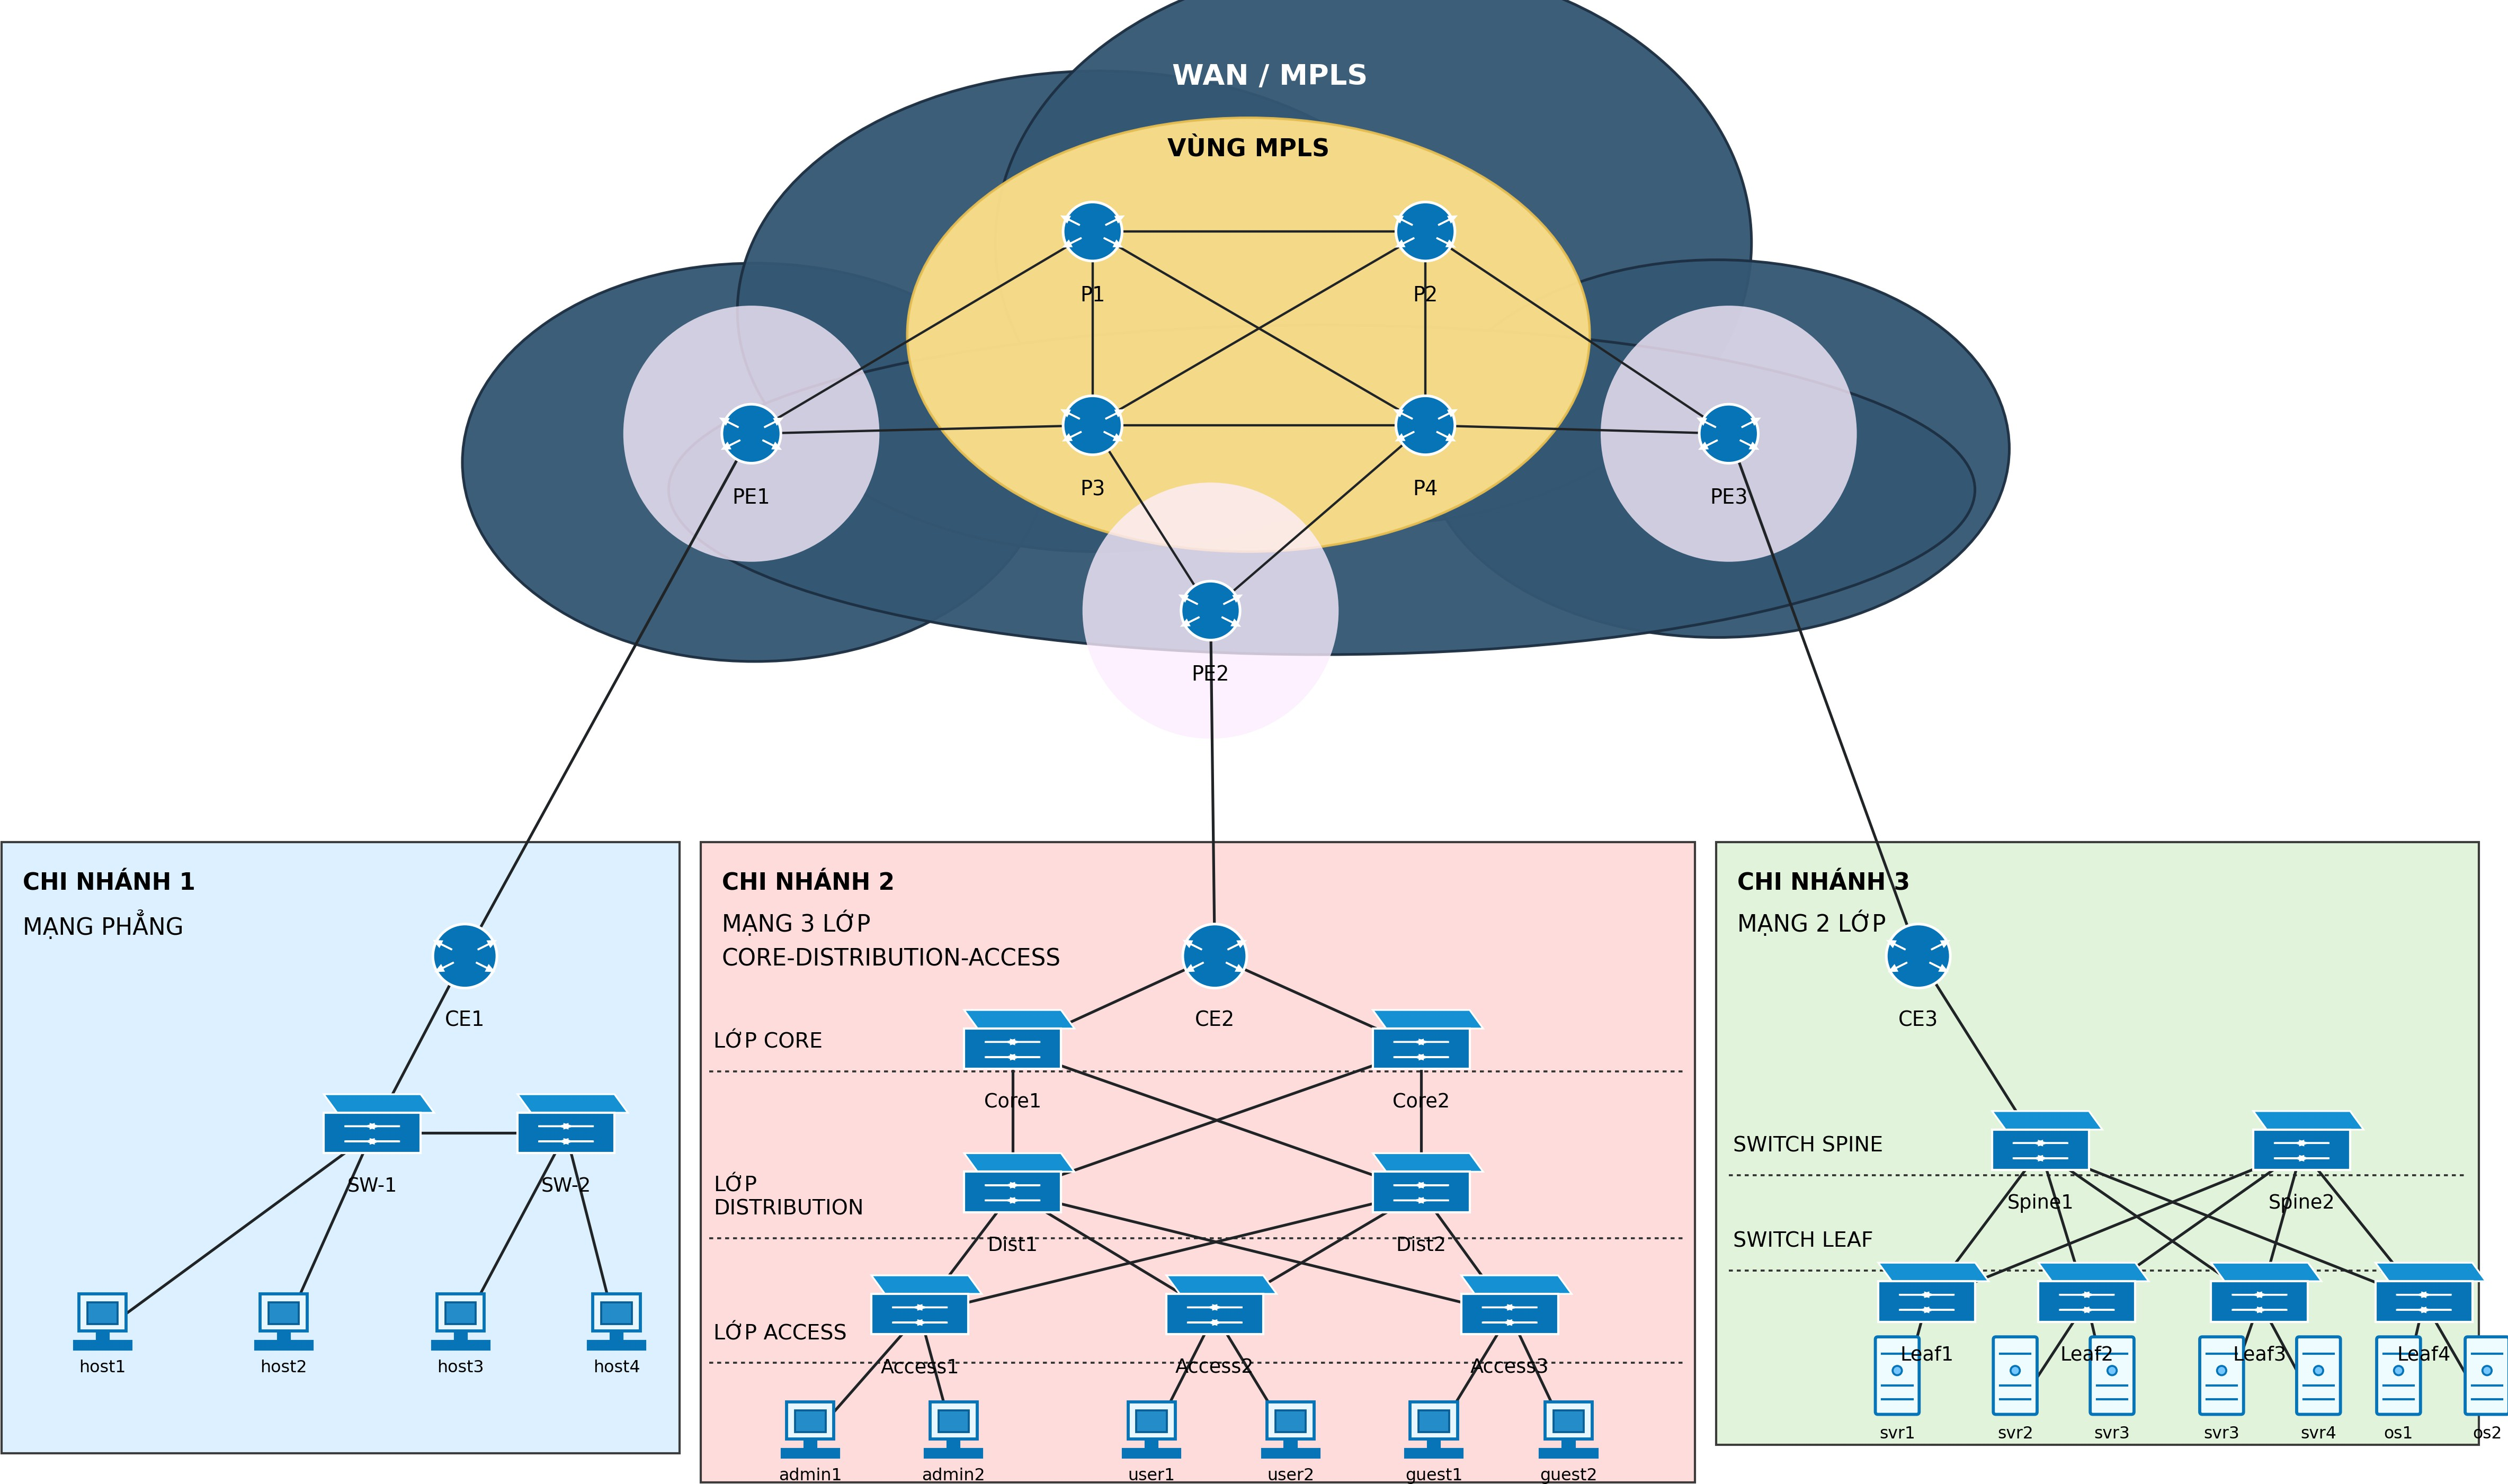 WAN / MPLS
VÙNG MPLS
P1
P2
P3
P4
PE1
PE3
PE2
CHI NHÁNH 1
MẠNG PHẲNG
CE1
SW-1
SW-2
host1
host2
host3
host4
CHI NHÁNH 2
MẠNG 3 LỚP
CORE-DISTRIBUTION-ACCESS
CE2
LỚP CORE
Core1
Core2
LỚP
DISTRIBUTION
Dist1
Dist2
LỚP ACCESS
Access1
Access2
Access3
admin1
admin2
user1
user2
guest1
guest2
CHI NHÁNH 3
MẠNG 2 LỚP
CE3
SWITCH SPINE
Spine1
Spine2
SWITCH LEAF
Leaf1
Leaf2
Leaf3
Leaf4
svr1
svr2
svr3
svr3
svr4
os1
os2